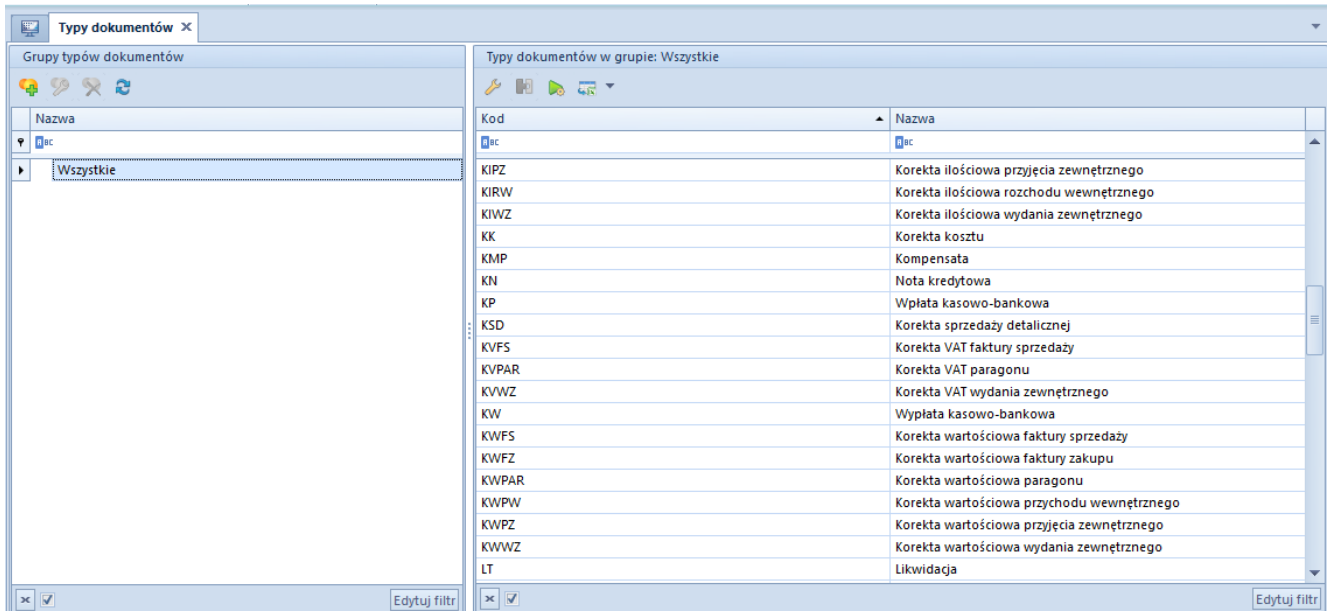 Typy dokumentów
Grupy typów dokumentów
Nazwa
ABC
Wszystkie
Edytuj filtr
Typy dokumentów w grupie: Wszystkie
Kod Nazwa
ABC ABC
KIPZ Korekta ilościowa przyjęcia zewnętrznego
KIRW Korekta ilościowa rozchodu wewnętrznego
KIWZ Korekta ilościowa wydania zewnętrznego
KK Korekta kosztu
KMP Kompensata
KN Nota kredytowa
KP Wpłata kasowo-bankowa
KSD Korekta sprzedaży detalicznej
KVFS Korekta VAT faktury sprzedaży
KVPAR Korekta VAT paragonu
KVWZ Korekta VAT wydania zewnętrznego
KW Wypłata kasowo-bankowa
KWFS Korekta wartościowa faktury sprzedaży
KWFZ Korekta wartościowa faktury zakupu
KWPAR Korekta wartościowa paragonu
KWPW Korekta wartościowa przychodu wewnętrznego
KWPZ Korekta wartościowa przyjęcia zewnętrznego
KWWZ Korekta wartościowa wydania zewnętrznego
LT Likwidacja
Edytuj filtr